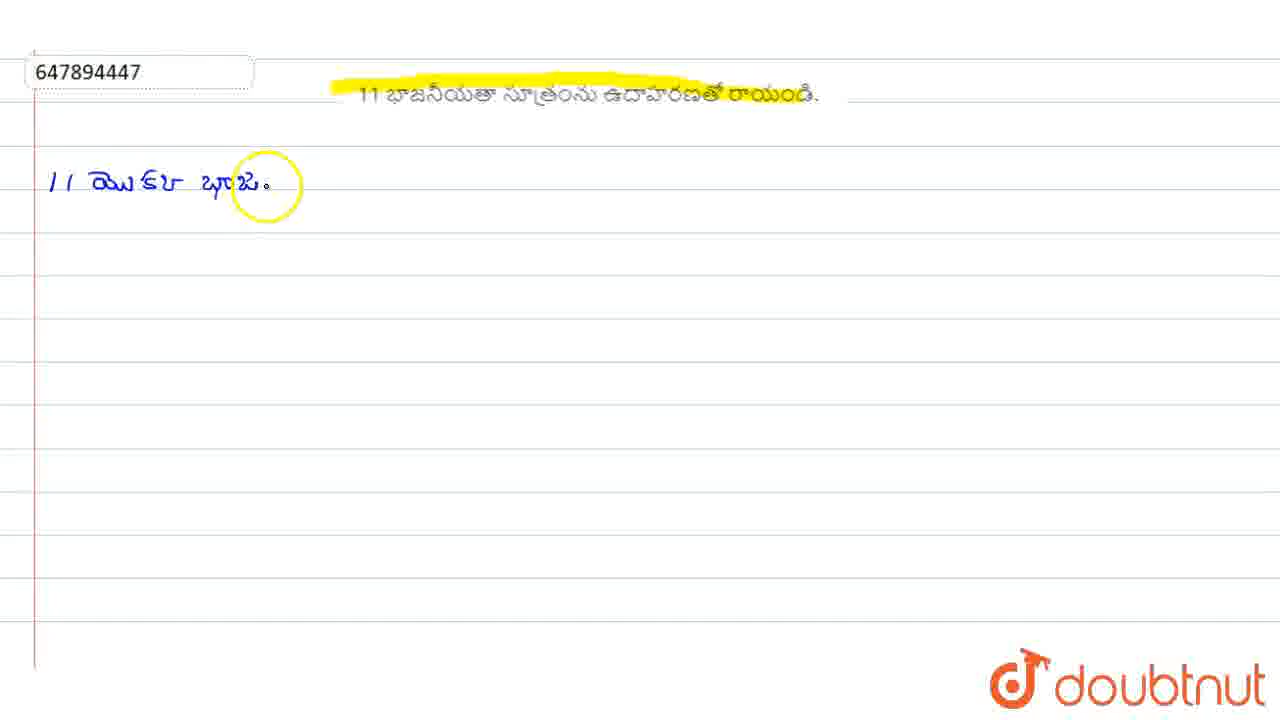 647894447
11 భాజనీయతా సూత్రంను ఉదాహరణతో రాయండి.
11 యొక్క భాజ
doubtnut